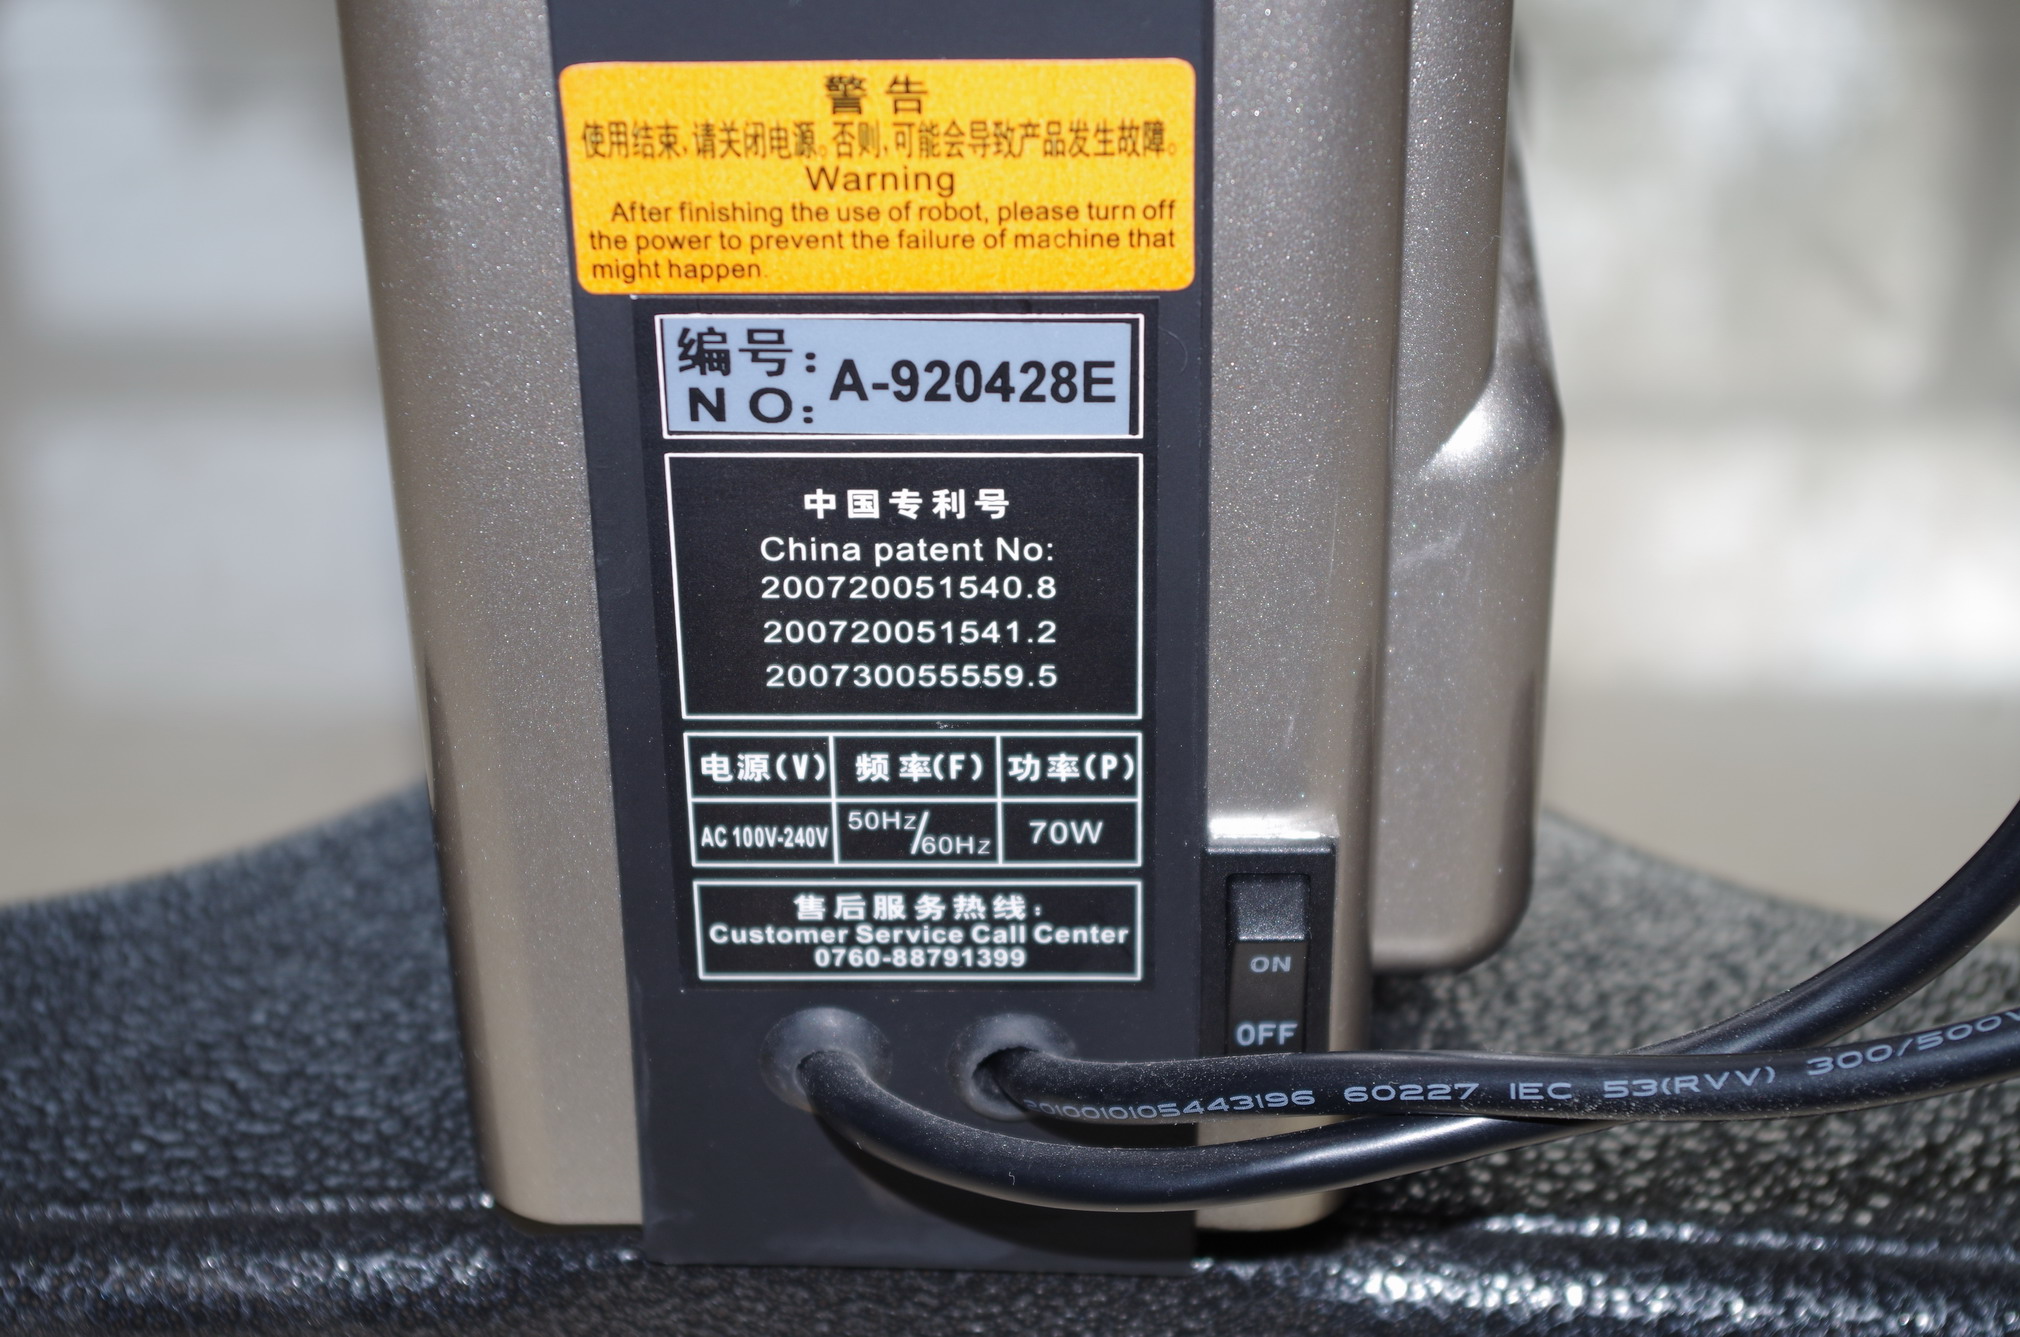 警告
使用结束,请关闭电源。否则,可能会导致产品发生故障。
Warning
After finishing the use of robot, please turn off
the power to prevent the failure of machine that
might happen.
编号:
NO:
A-920428E
中国专利号
China patent No:
200720051540.8
200720051541.2
200730055559.5
电源(V) 频率(F) 功率(P)
AC 100V-240V 50Hz/60Hz 70W
售后服务热线:
Customer Service Call Center
0760-88791399
ON
OFF
2010010105443196 60227 IEC 53(RVV) 300/500V